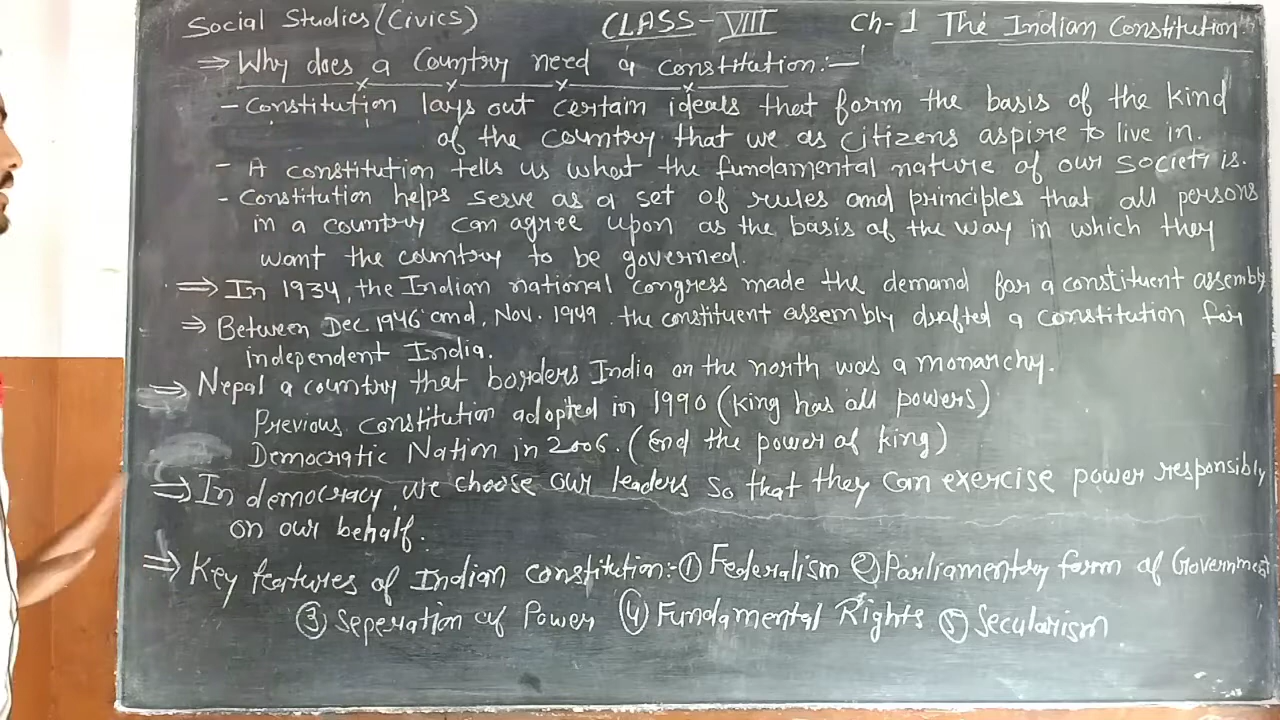 Social Studies (Civics) CLASS-VIII Ch-1 The Indian Constitution
⇒ Why does a Country need a constitution:-
- Constitution lays out certain ideals that form the basis of the kind
of the country that we as citizens aspire to live in.
- A constitution tells us what the fundamental nature of our society is.
- Constitution helps serve as a set of rules and principles that all persons
in a country can agree upon as the basis of the way in which they
want the country to be governed.
⇒ In 1934, the Indian national congress made the demand for a constituent assembly
⇒ Between Dec. 1946 and, Nov. 1949 the constituent assembly drafted a constitution for
independent India.
⇒ Nepal a country that borders India on the north was a monarchy.
Previous constitution adopted in 1990 (King has all powers)
Democratic Nation in 2006. (End the power of king)
⇒ In democracy we choose our leaders so that they can exercise power responsibly
on our behalf.
⇒ Key features of Indian constitution:- ① Federalism ② Parliamentry form of Government
③ Seperation of Power ④ Fundamental Rights ⑤ Secularism